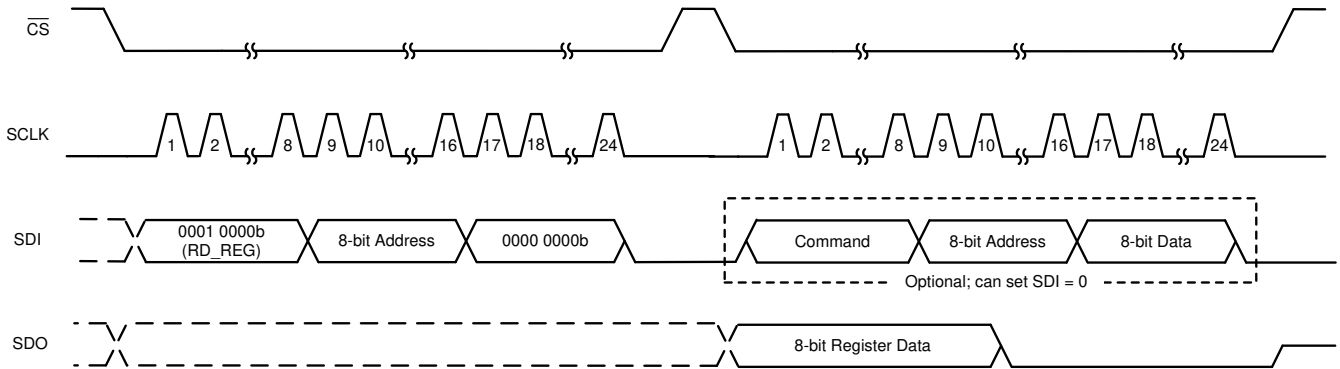 CS
SCLK
1 2 8 9 10 16 17 18 24 1 2 8 9 10 16 17 18 24
SDI
0001 0000b
(RD_REG)
8-bit Address
0000 0000b
Command
8-bit Address
8-bit Data
Optional; can set SDI = 0
SDO
8-bit Register Data